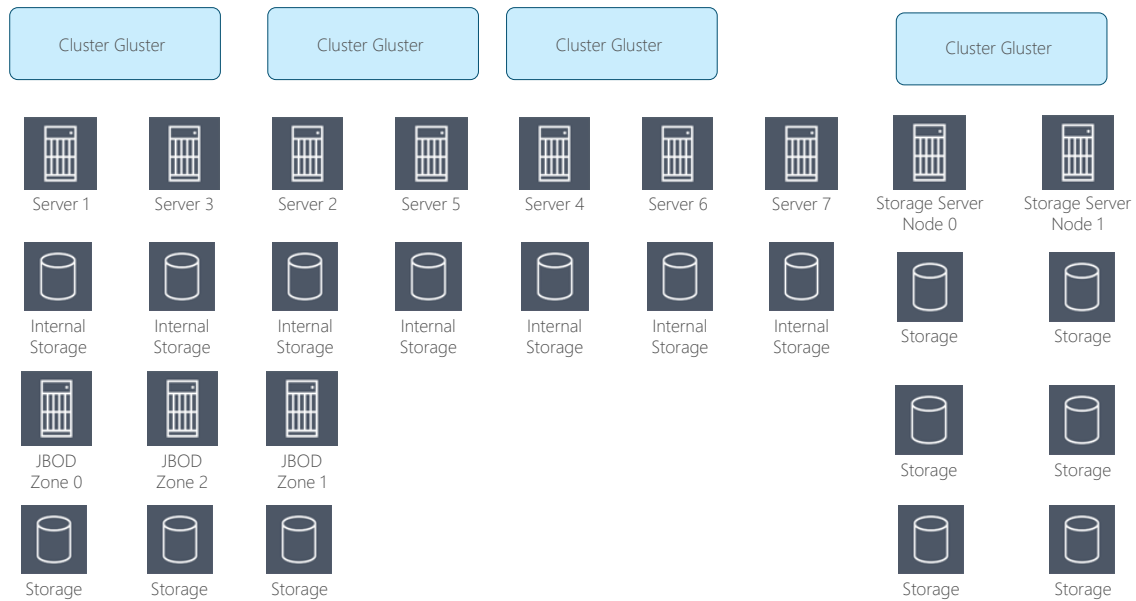 Cluster Gluster
Cluster Gluster
Cluster Gluster
Cluster Gluster
Server 1
Server 3
Server 2
Server 5
Server 4
Server 6
Server 7
Storage Server
Node 0
Storage Server
Node 1
Internal
Storage
Internal
Storage
Internal
Storage
Internal
Storage
Internal
Storage
Internal
Storage
Internal
Storage
Storage
Storage
JBOD
Zone 0
JBOD
Zone 2
JBOD
Zone 1
Storage
Storage
Storage
Storage
Storage
Storage
Storage